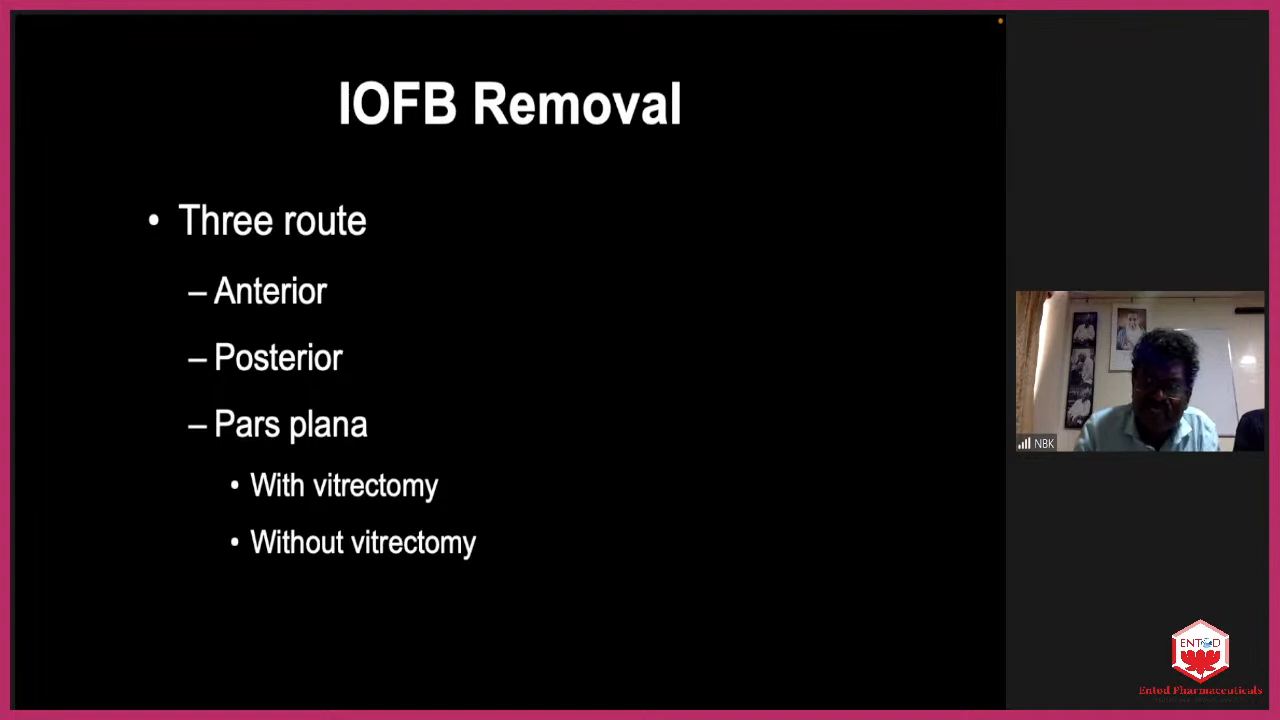 IOFB Removal
• Three route
– Anterior
– Posterior
– Pars plana
• With vitrectomy
• Without vitrectomy
NBK
ENTOD
Entod Pharmaceuticals